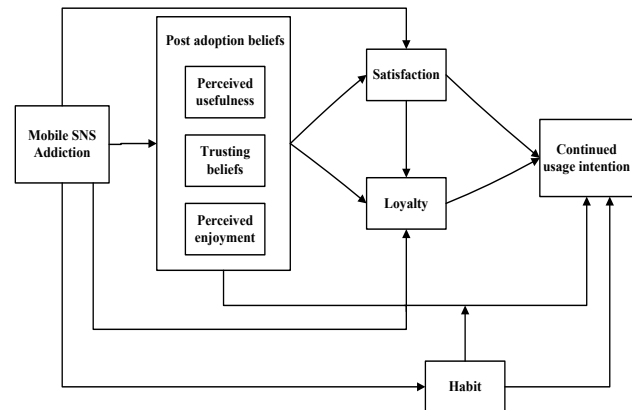 Post adoption beliefs
Perceived
usefulness
Trusting
beliefs
Perceived
enjoyment
Mobile SNS
Addiction
Satisfaction
Loyalty
Continued
usage intention
Habit